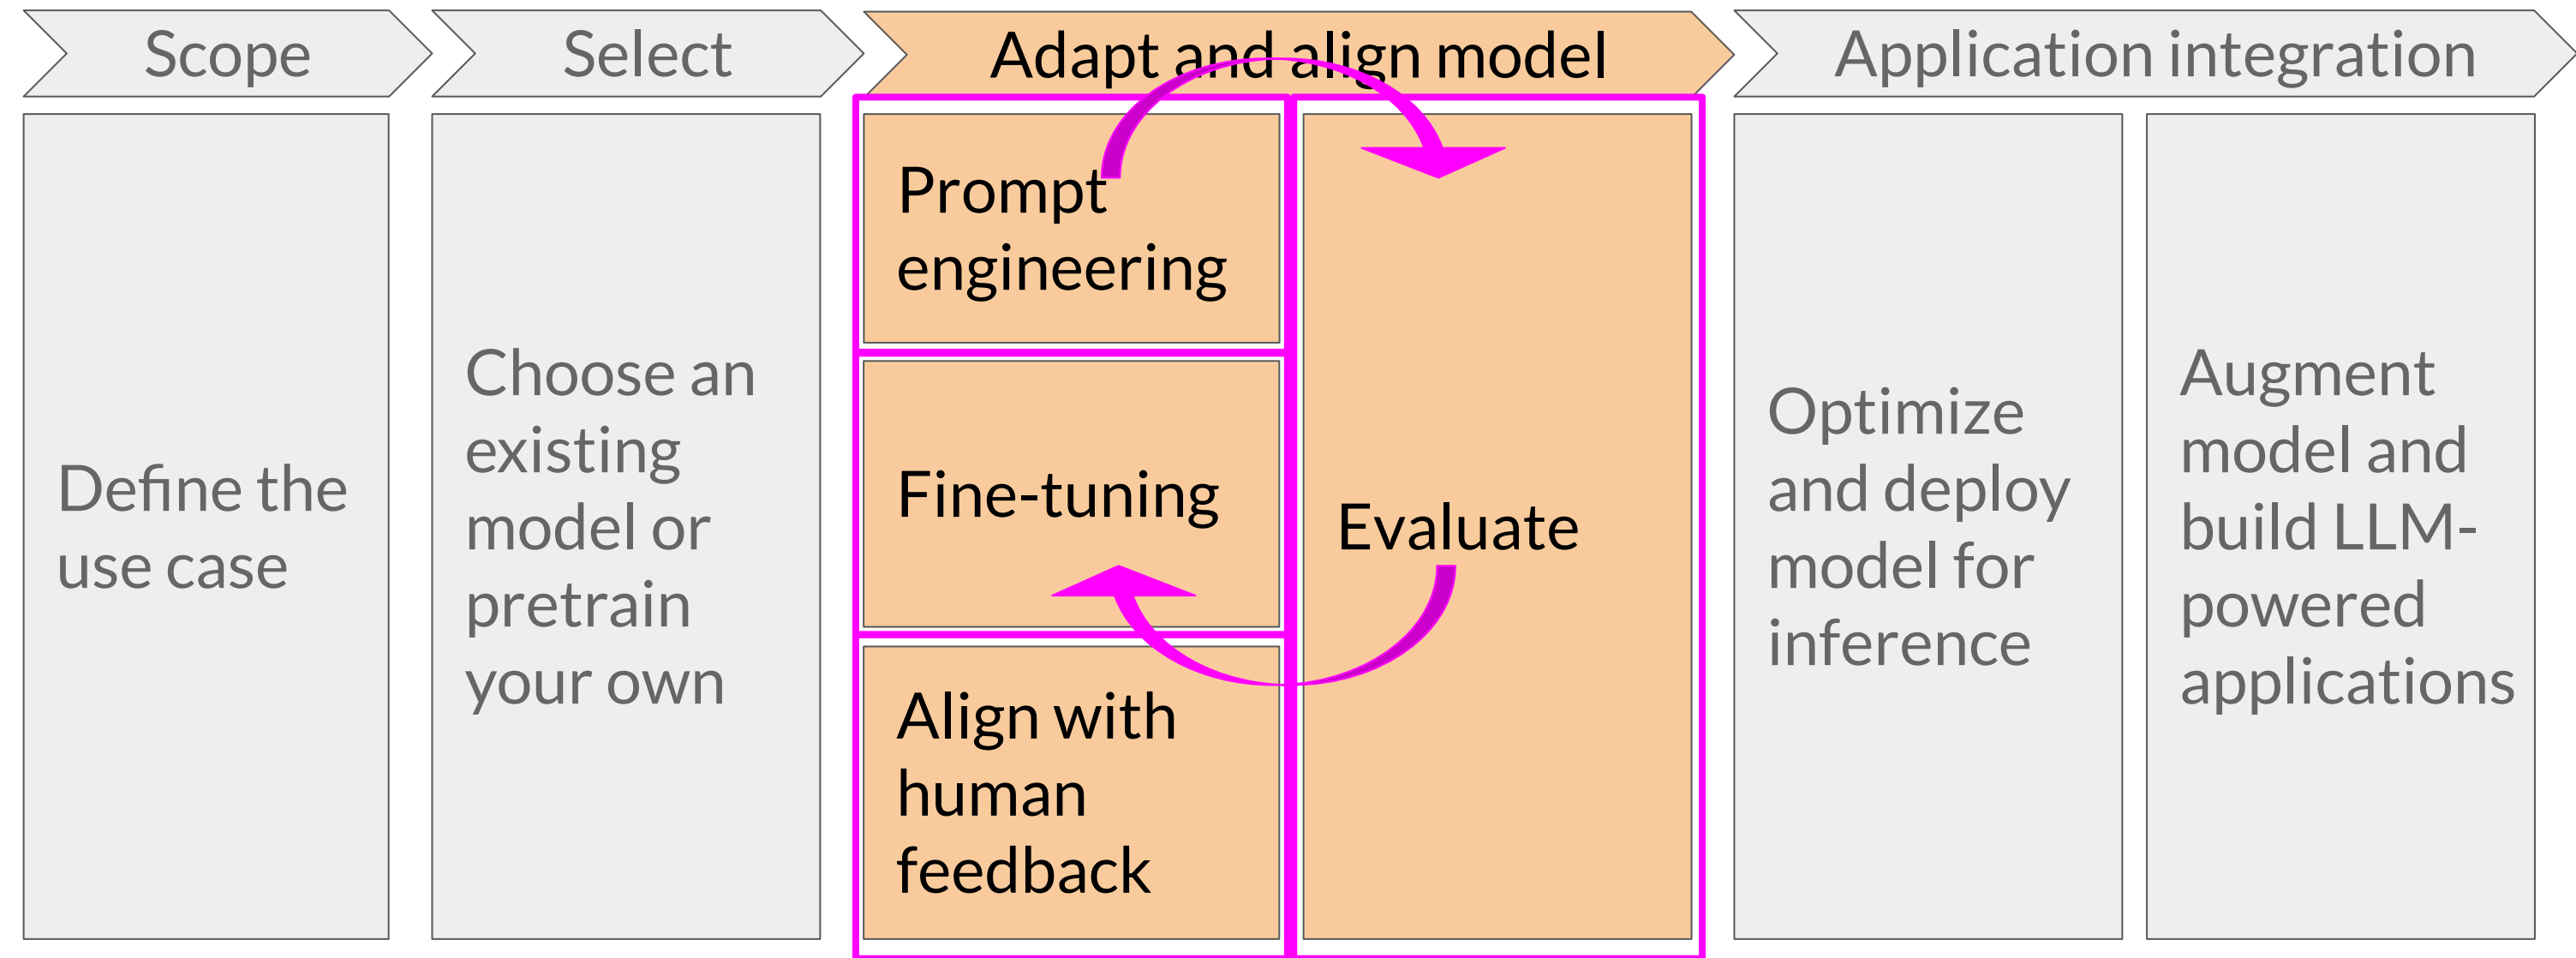 Scope
Select
Adapt and align model
Application integration
Define the
use case
Choose an
existing
model or
pretrain
your own
Prompt
engineering
Fine-tuning
Align with
human
feedback
Evaluate
Optimize
and deploy
model for
inference
Augment
model and
build LLM-
powered
applications